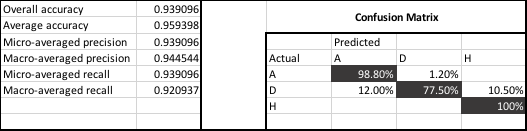 Overall accuracy 0.939096
Average accuracy 0.959398
Micro-averaged precision 0.939096
Macro-averaged precision 0.944544
Micro-averaged recall 0.939096
Macro-averaged recall 0.920937
Confusion Matrix
Predicted
Actual A D H
A 98.80% 1.20%
D 12.00% 77.50% 10.50%
H 100%